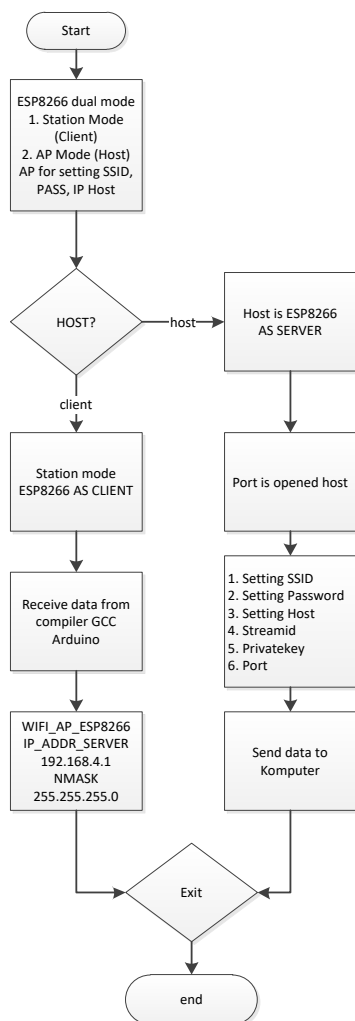 Start
ESP8266 dual mode
1. Station Mode
(Client)
2. AP Mode (Host)
AP for setting SSID,
PASS, IP Host
HOST?
host
Host is ESP8266
AS SERVER
client
Station mode
ESP8266 AS CLIENT
Port is opened host
Receive data from
compiler GCC
Arduino
1. Setting SSID
2. Setting Password
3. Setting Host
4. Streamid
5. Privatekey
6. Port
WIFI_AP_ESP8266
IP_ADDR_SERVER
192.168.4.1
NMASK
255.255.255.0
Send data to
Komputer
Exit
end